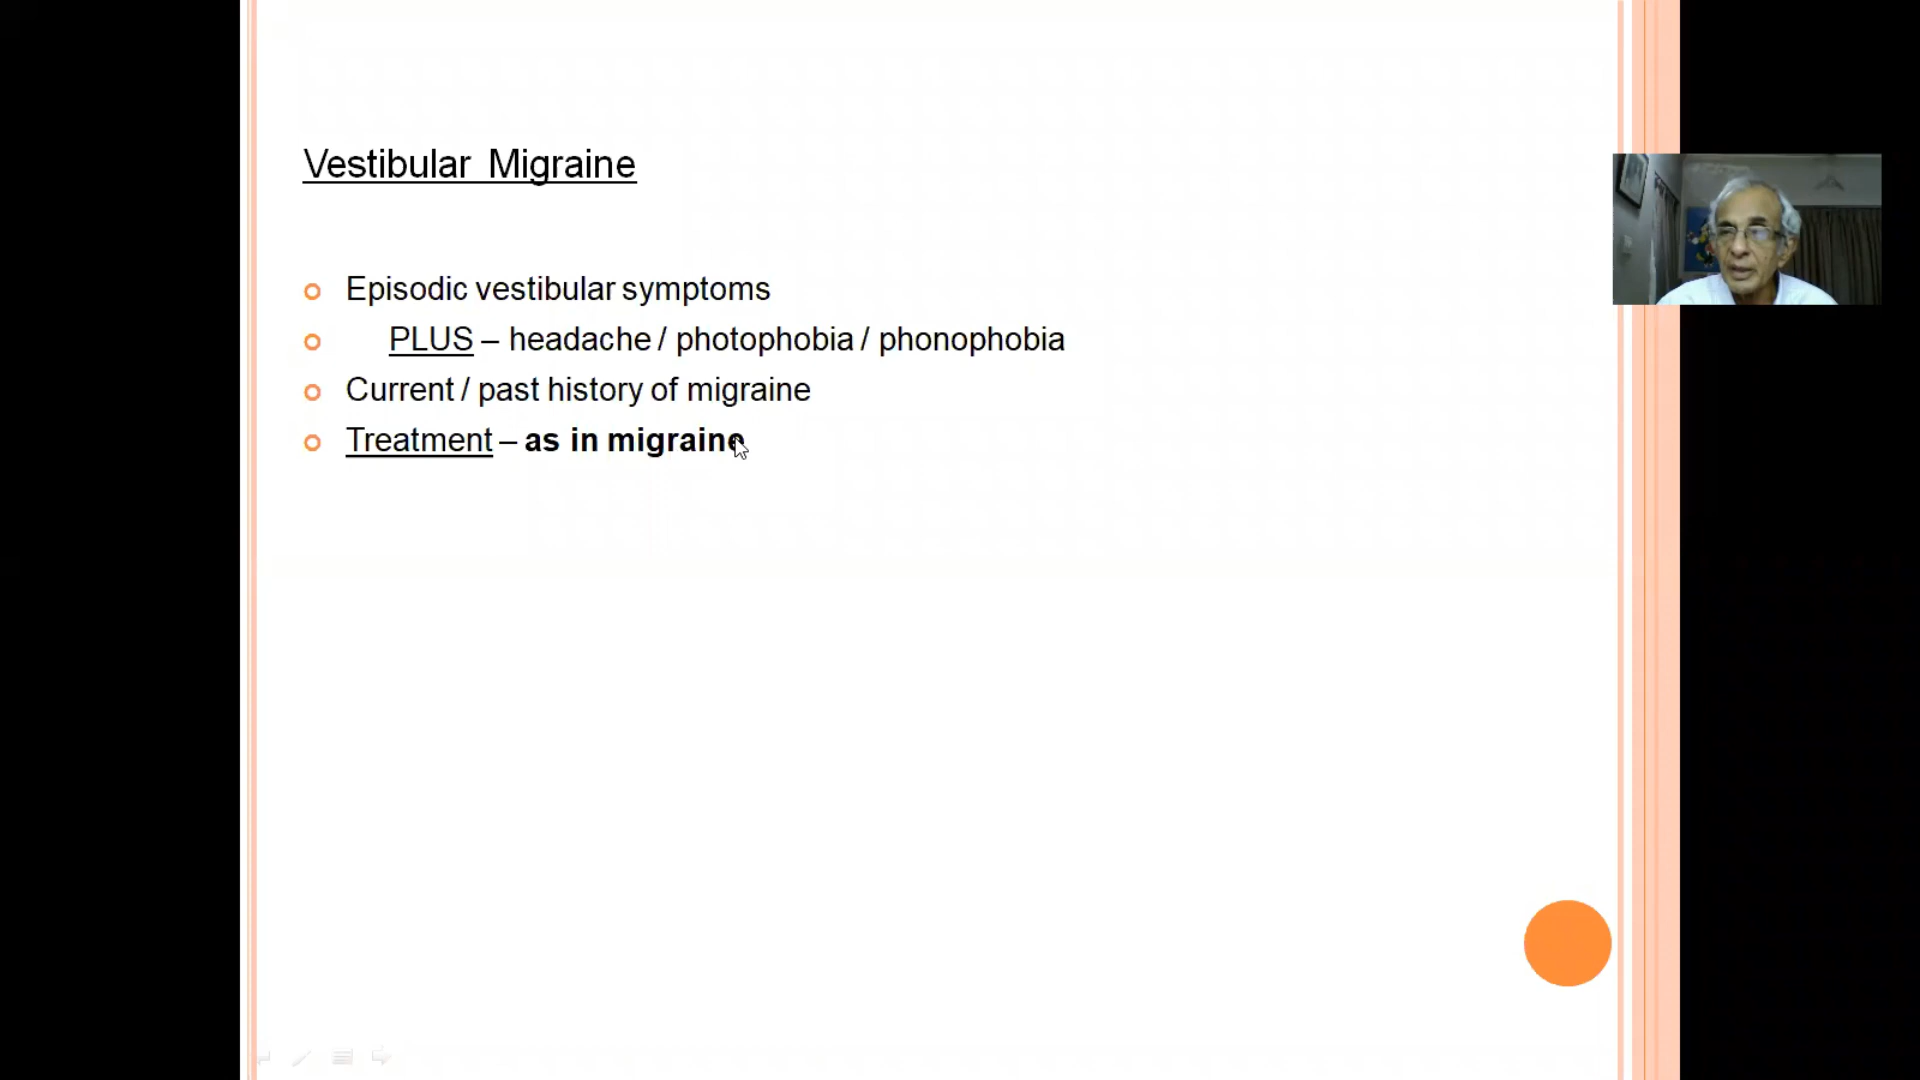 Vestibular Migraine
Episodic vestibular symptoms
PLUS – headache / photophobia / phonophobia
Current / past history of migraine
Treatment – as in migraine